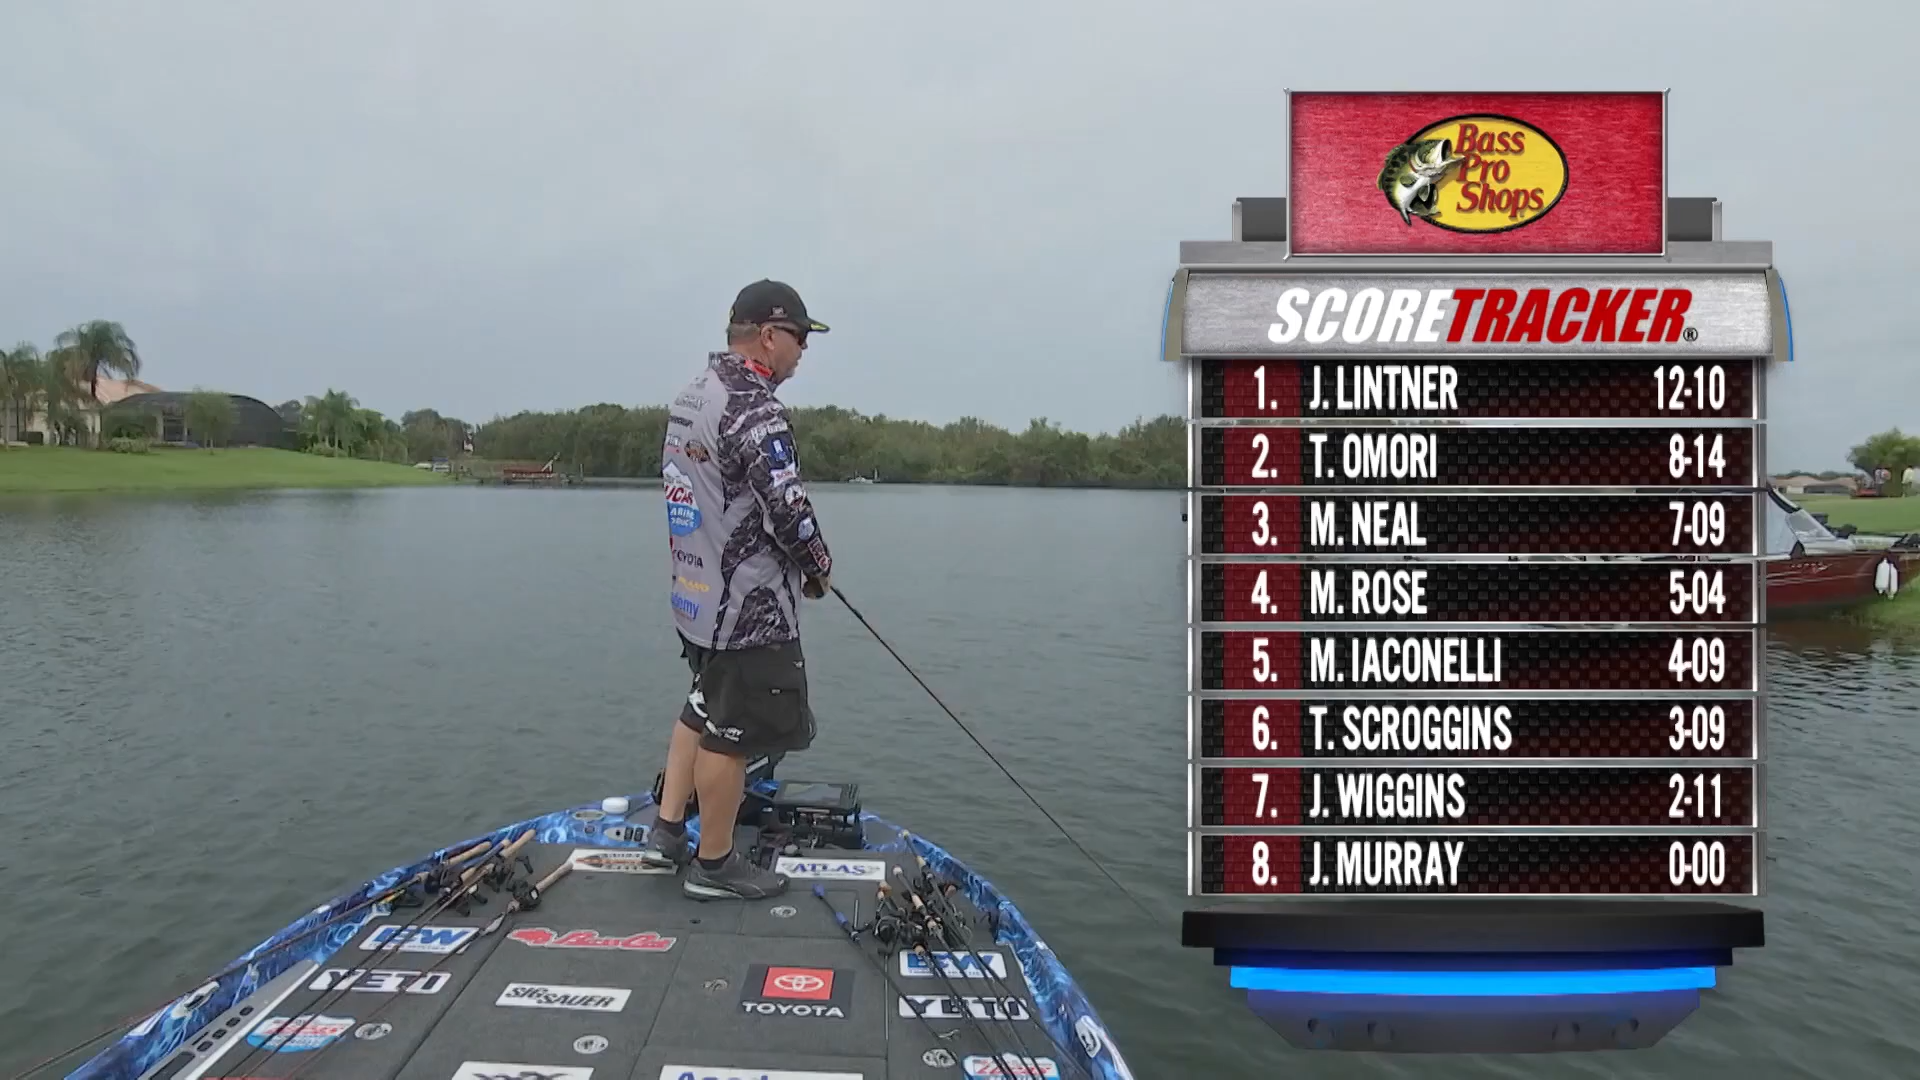 Bass
Pro
Shops
SCORETRACKER®
1. J. LINTNER 12-10
2. T. OMORI 8-14
3. M. NEAL 7-09
4. M. ROSE 5-04
5. M. IACONELLI 4-09
6. T. SCROGGINS 3-09
7. J. WIGGINS 2-11
8. J. MURRAY 0-00
ATLAS
YETI
SIG SAUER
TOYOTA
YETI
LUCAS